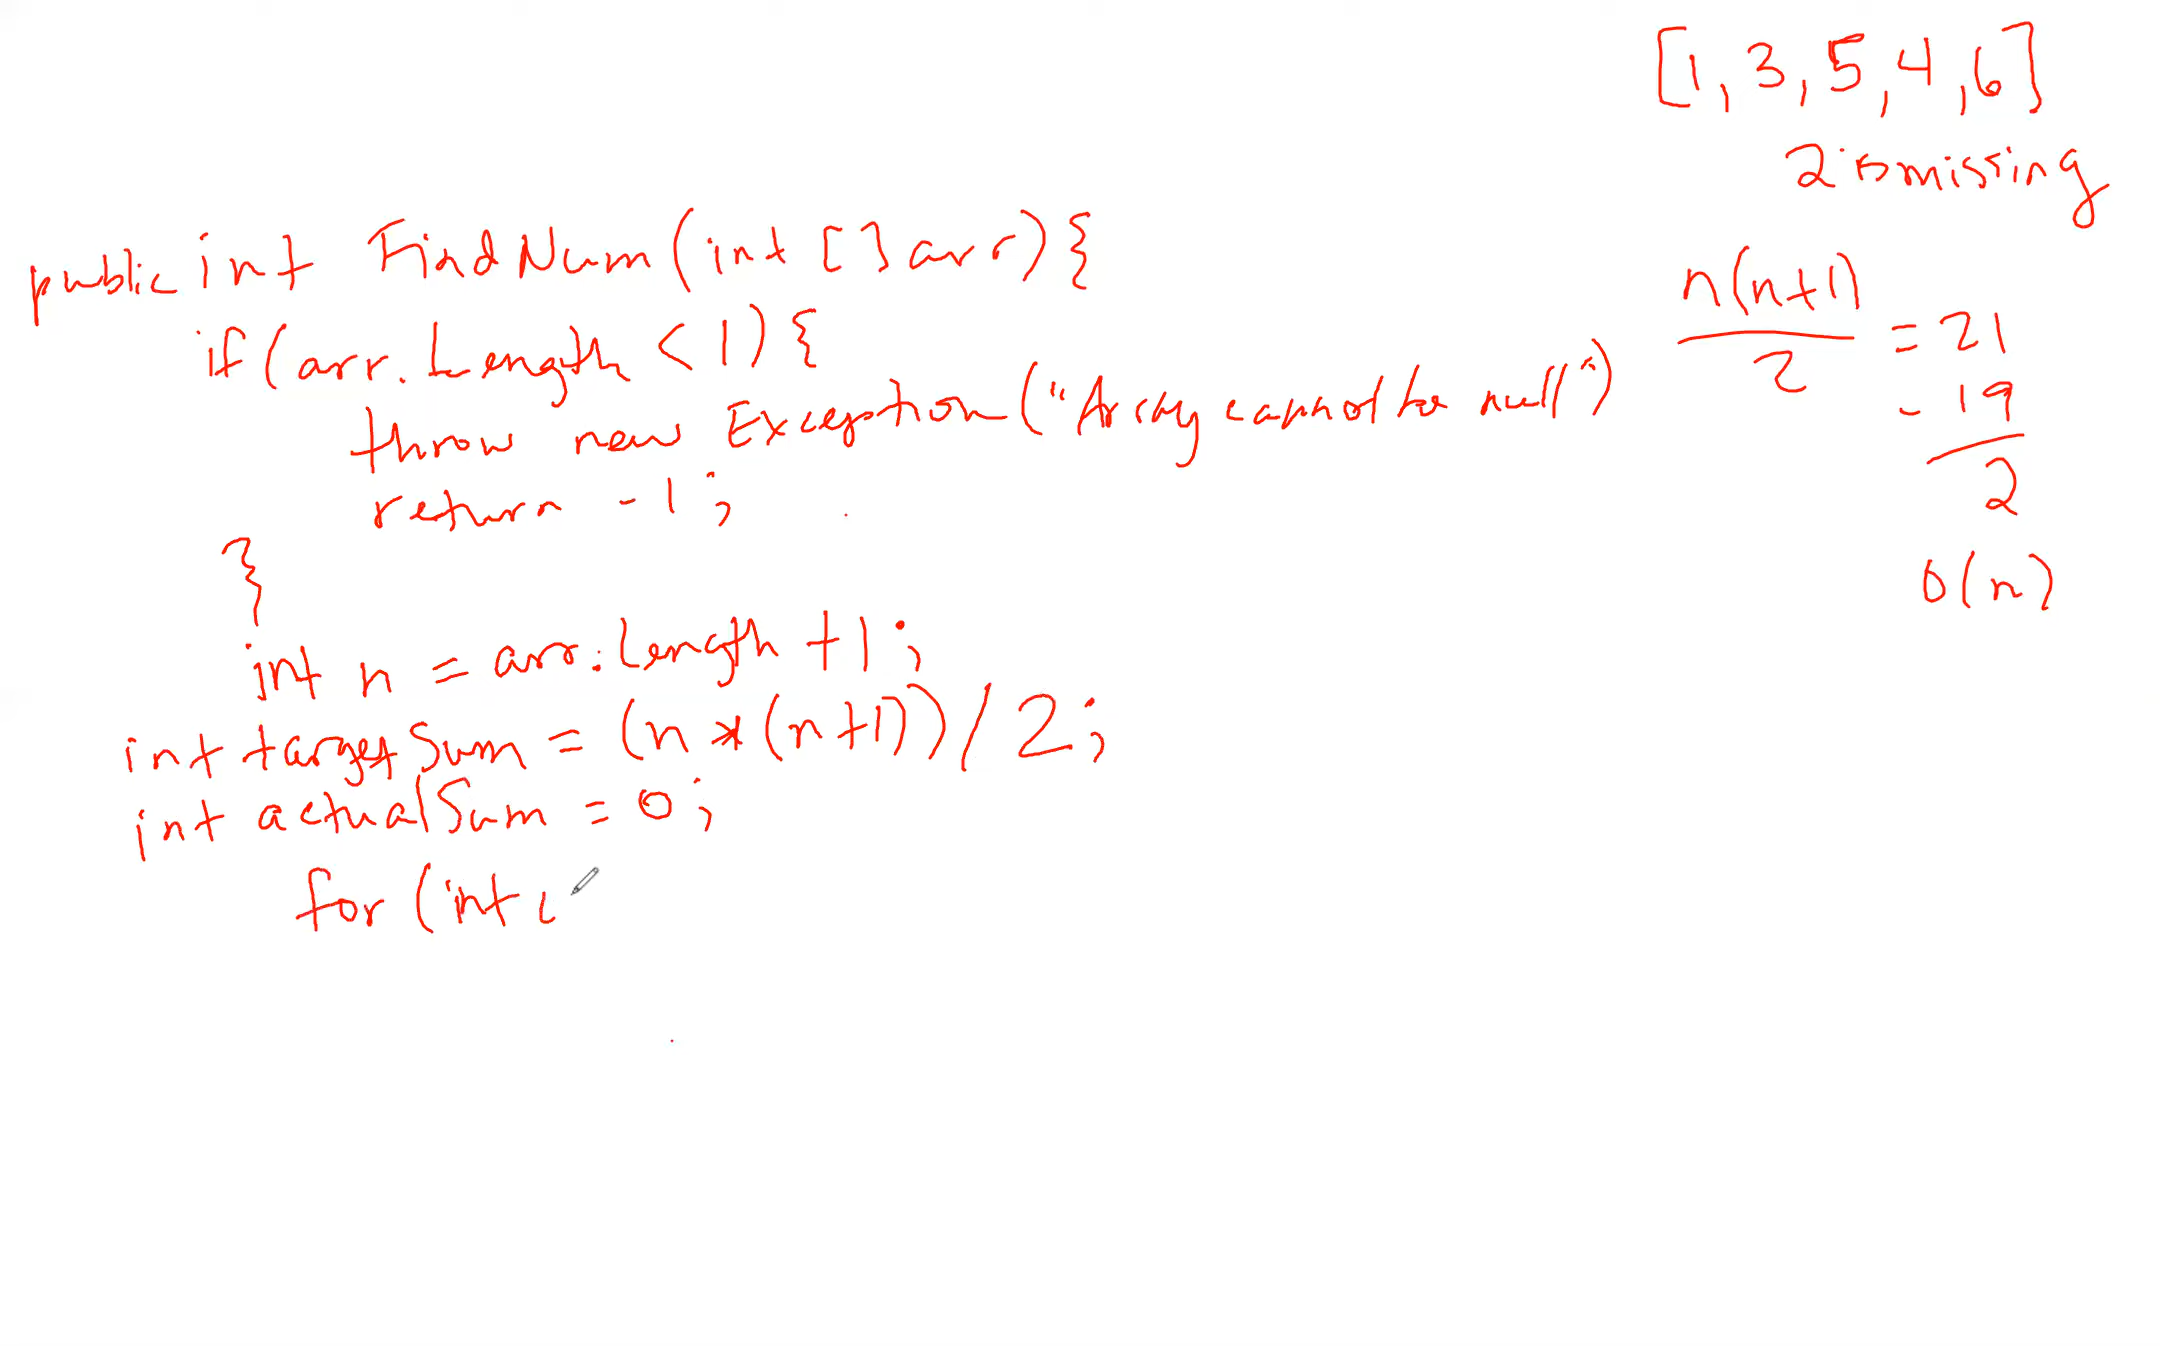 [1, 3, 5, 4, 6]
2 is missing
public int FindNum(int [] arr) {
if (arr.Length < 1) {
throw new Exception("Array cannot be null")
return -1;
}
int n = arr.Length + 1;
int targetSum = (n * (n+1)) / 2;
int actualSum = 0;
for (int i
n(n+1)
2
= 21
- 19
2
O(n)